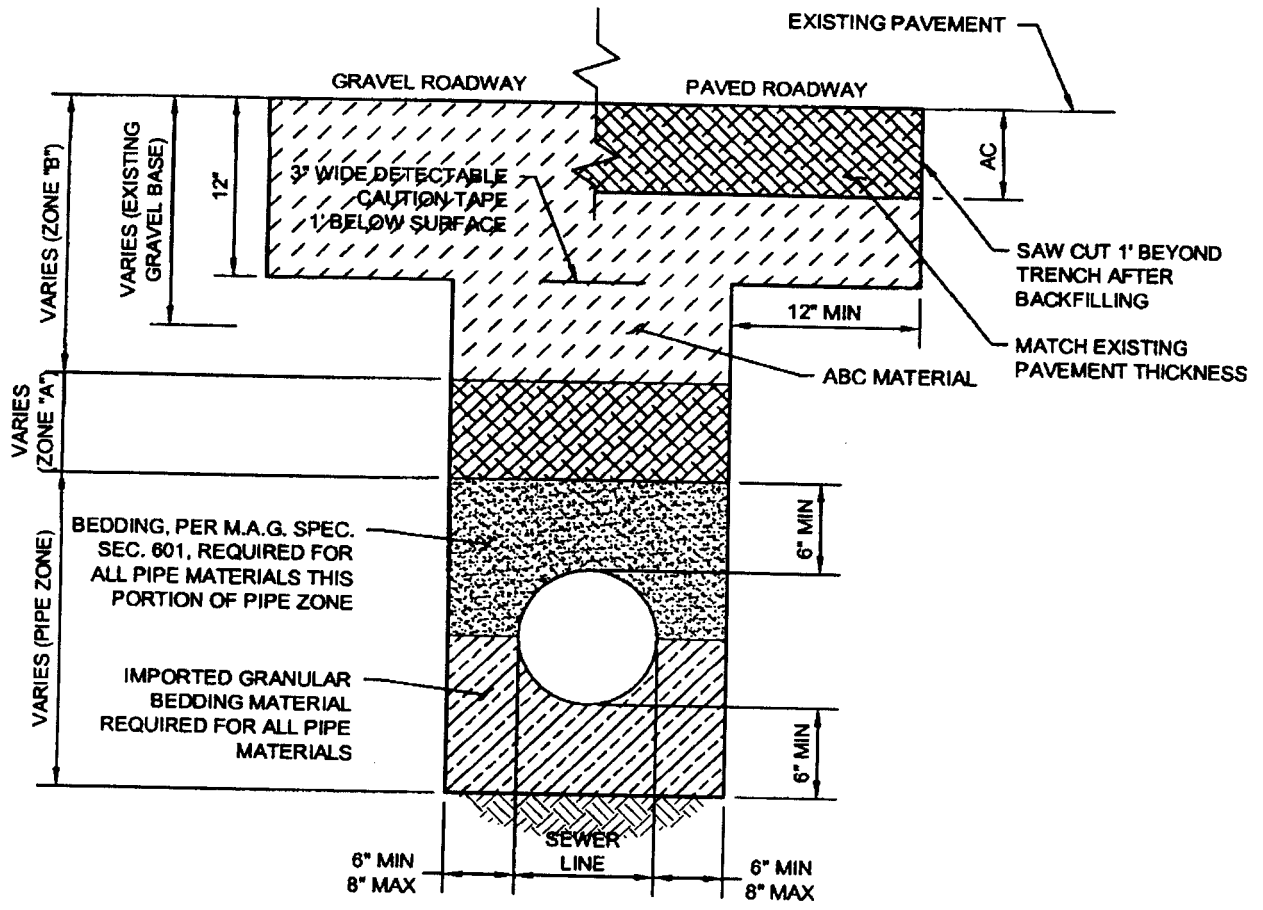 EXISTING PAVEMENT
GRAVEL ROADWAY
PAVED ROADWAY
VARIES (ZONE "B")
VARIES (EXISTING
GRAVEL BASE)
12"
3" WIDE DETECTABLE
CAUTION TAPE
1' BELOW SURFACE
AC
SAW CUT 1' BEYOND
TRENCH AFTER
BACKFILLING
12" MIN
MATCH EXISTING
PAVEMENT THICKNESS
ABC MATERIAL
VARIES
(ZONE "A")
VARIES (PIPE ZONE)
BEDDING, PER M.A.G. SPEC.
SEC. 601, REQUIRED FOR
ALL PIPE MATERIALS THIS
PORTION OF PIPE ZONE
6" MIN
IMPORTED GRANULAR
BEDDING MATERIAL
REQUIRED FOR ALL PIPE
MATERIALS
6" MIN
SEWER
LINE
6" MIN
8" MAX
6" MIN
8" MAX